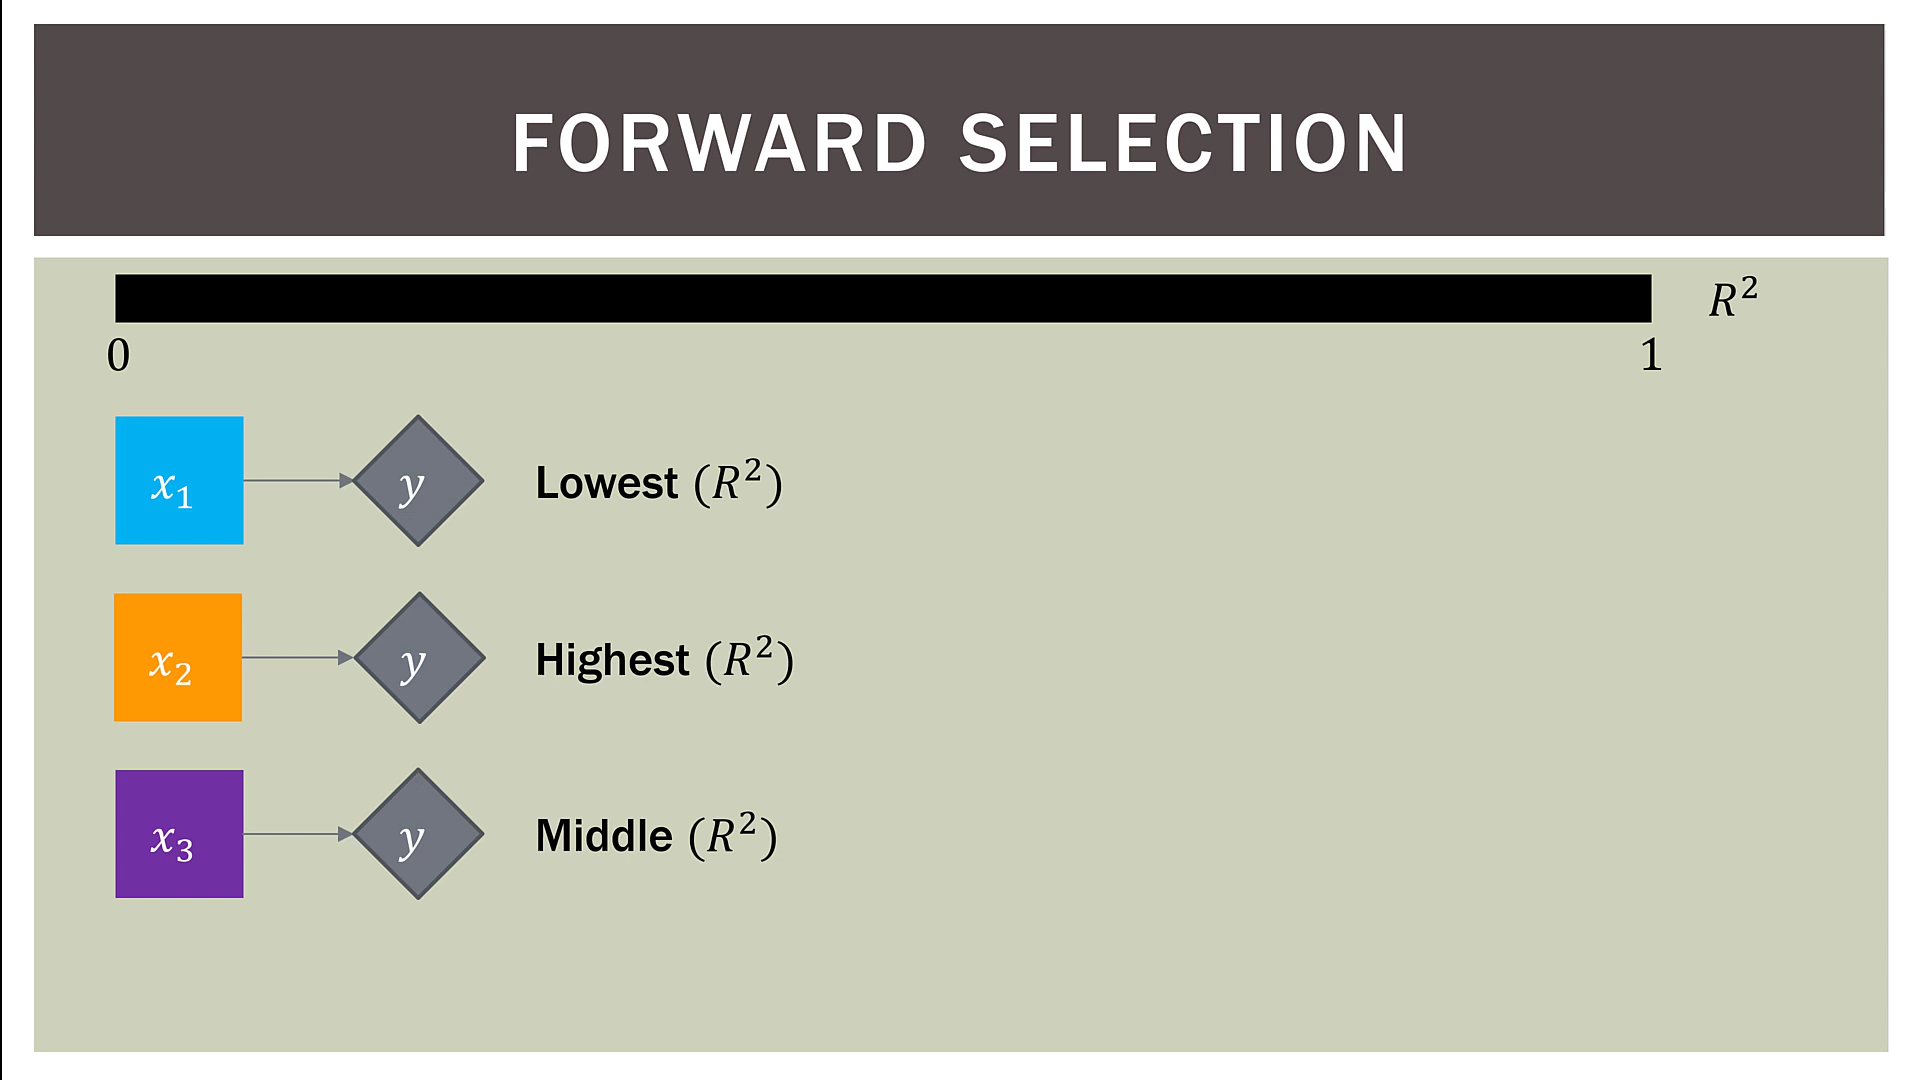 FORWARD SELECTION
R²
0 1
x₁ y Lowest (R²)
x₂ y Highest (R²)
x₃ y Middle (R²)